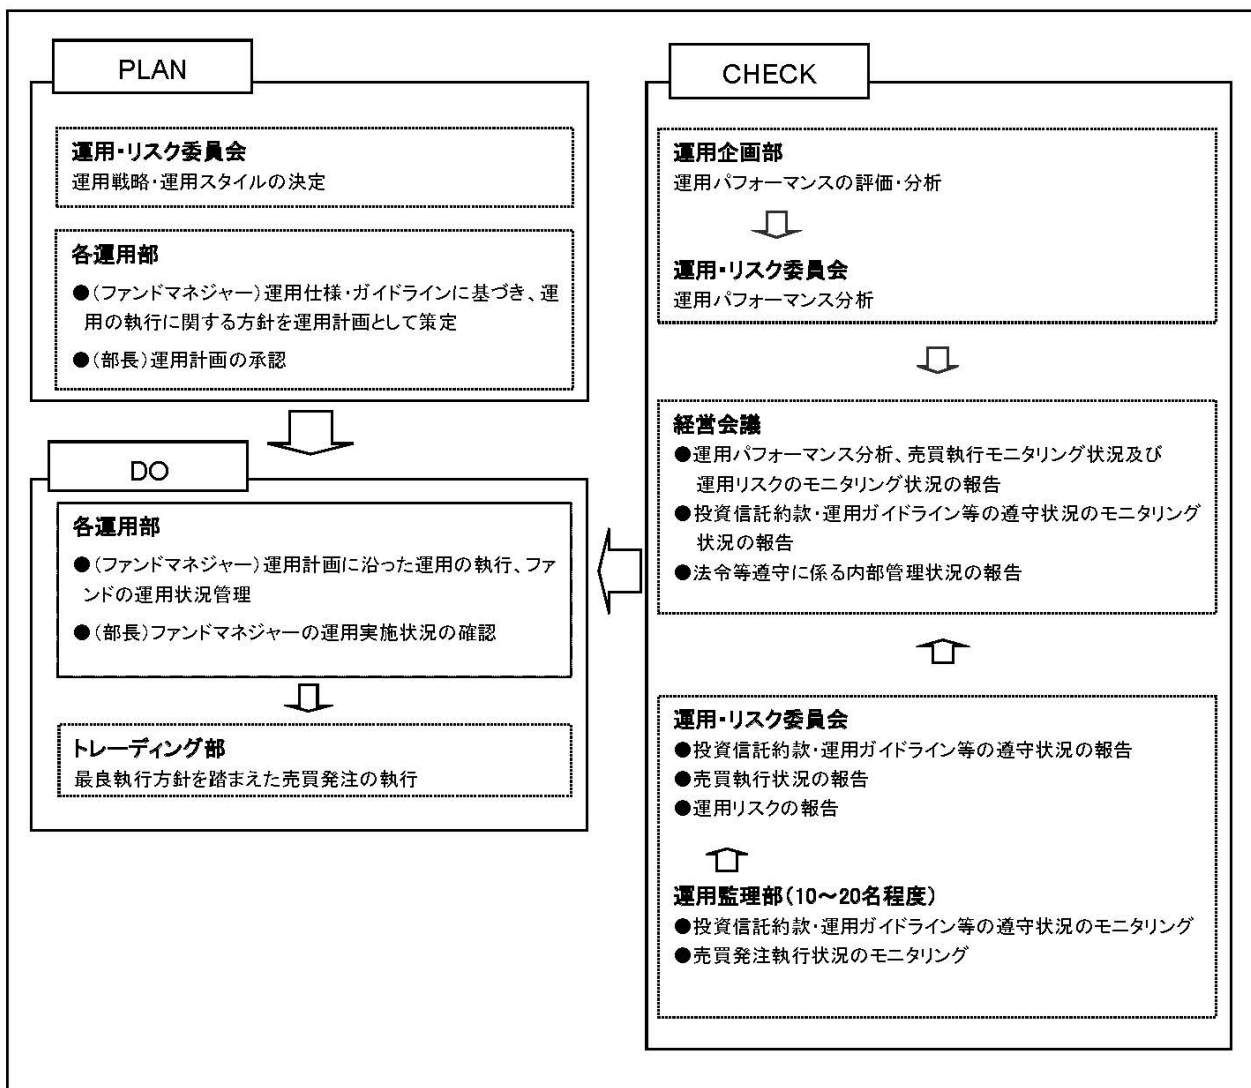 PLAN
運用・リスク委員会
運用戦略・運用スタイルの決定
各運用部
●(ファンドマネジャー)運用仕様・ガイドラインに基づき、運
用の執行に関する方針を運用計画として策定
●(部長)運用計画の承認
DO
各運用部
●(ファンドマネジャー)運用計画に沿った運用の執行、ファ
ンドの運用状況管理
●(部長)ファンドマネジャーの運用実施状況の確認
トレーディング部
最良執行方針を踏まえた売買発注の執行
CHECK
運用企画部
運用パフォーマンスの評価・分析
運用・リスク委員会
運用パフォーマンス分析
経営会議
●運用パフォーマンス分析、売買執行モニタリング状況及び
運用リスクのモニタリング状況の報告
●投資信託約款・運用ガイドライン等の遵守状況のモニタリング
状況の報告
●法令等遵守に係る内部管理状況の報告
運用・リスク委員会
●投資信託約款・運用ガイドライン等の遵守状況の報告
●売買執行状況の報告
●運用リスクの報告
運用監理部(10～20名程度)
●投資信託約款・運用ガイドライン等の遵守状況のモニタリング
●売買発注執行状況のモニタリング